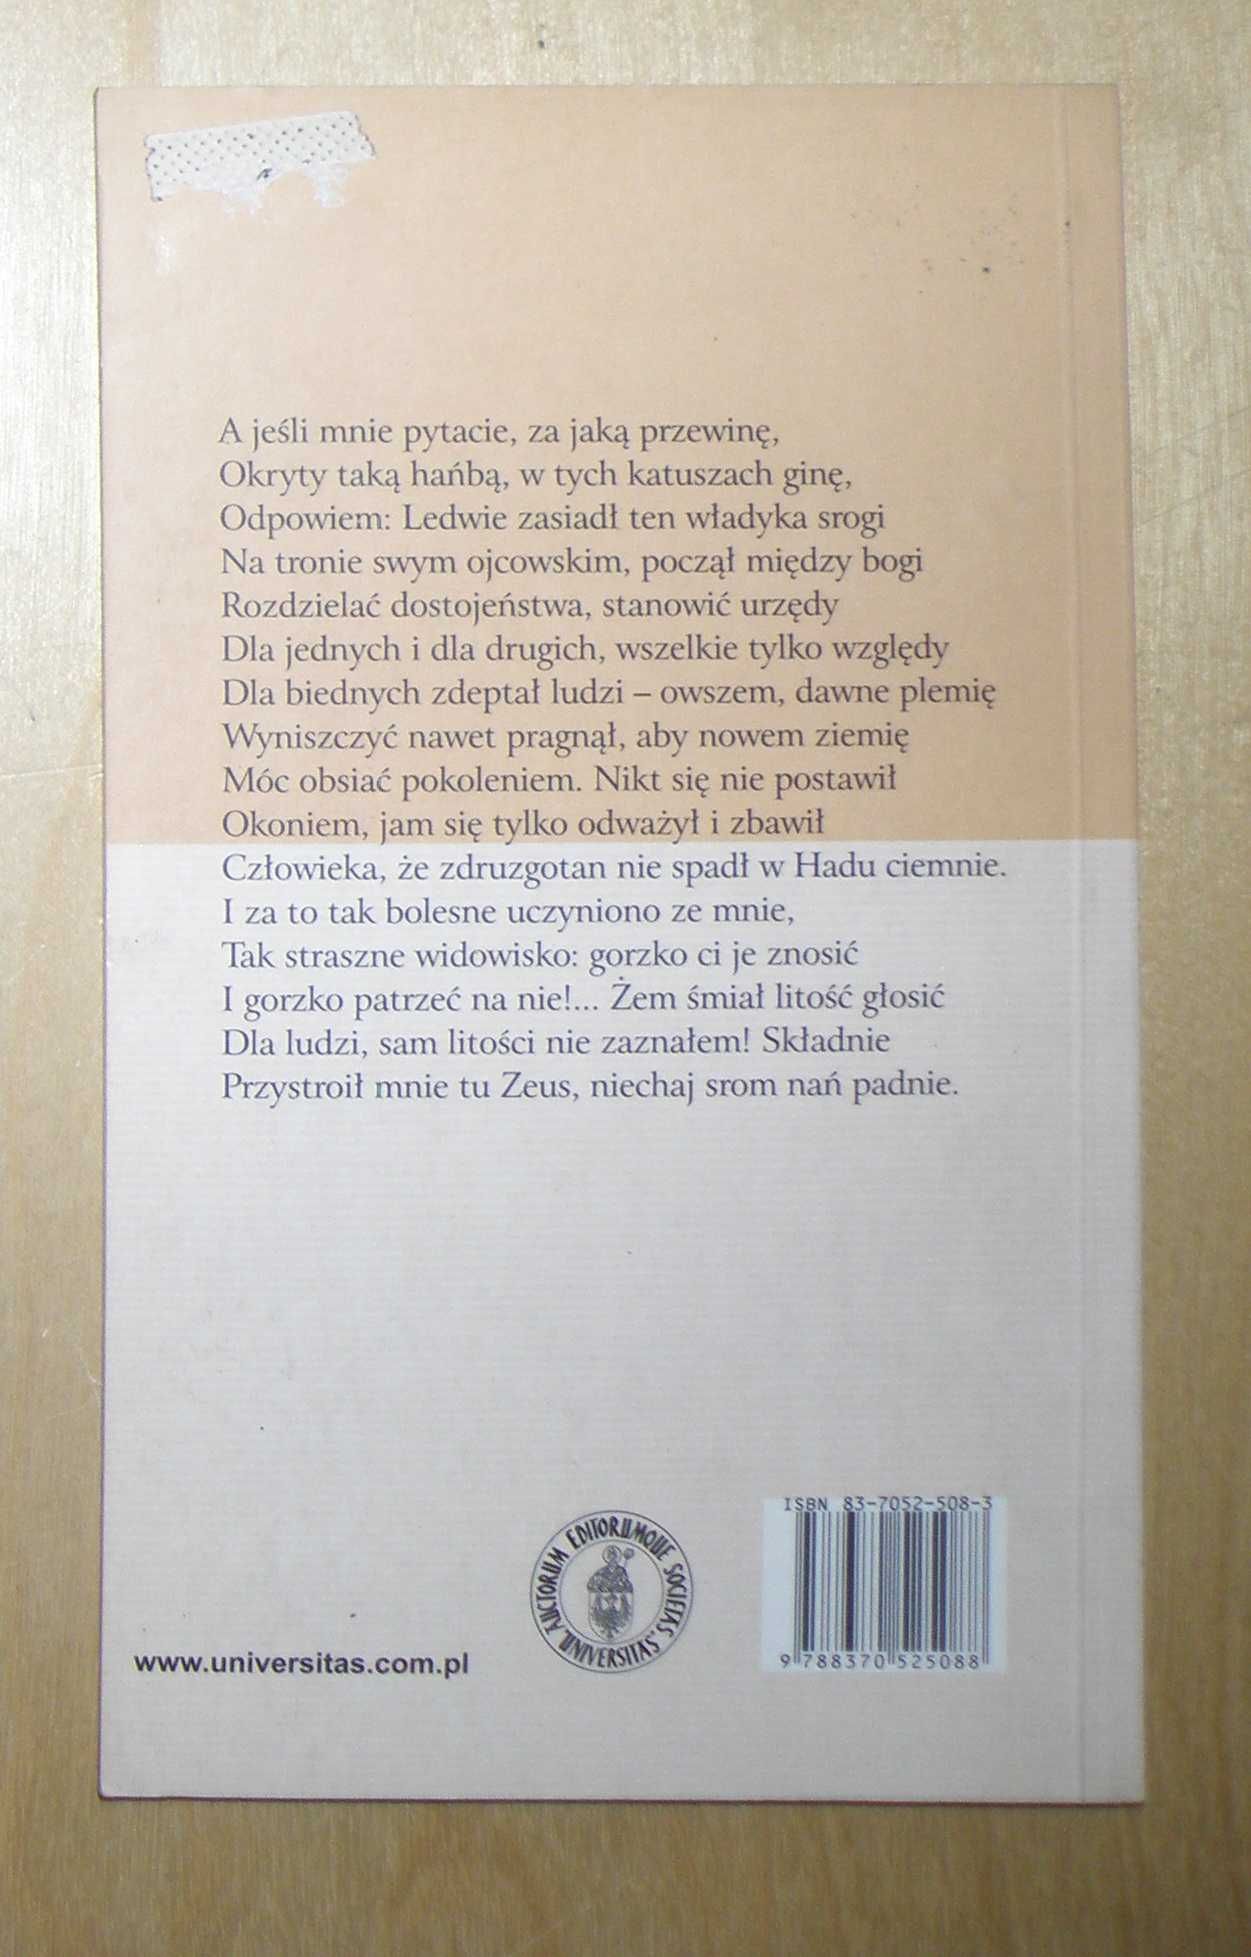 A jeśli mnie pytacie, za jaką przewinę,
Okryty taką hańbą, w tych katuszach ginę,
Odpowiem: Ledwie zasiadł ten władyka srogi
Na tronie swym ojcowskim, począł między bogi
Rozdzielać dostojeństwa, stanowić urzędy
Dla jednych i dla drugich, wszelkie tylko względy
Dla biednych zdeptał ludzi – owszem, dawne plemię
Wyniszczyć nawet pragnął, aby nowem ziemię
Móc obsiać pokoleniem. Nikt się nie postawił
Okoniem, jam się tylko odważył i zbawił
Człowieka, że zdruzgotan nie spadł w Hadu ciemnie.
I za to tak bolesne uczyniono ze mnie,
Tak straszne widowisko: gorzko ci je znosić
I gorzko patrzeć na nie!... Żem śmiał litość głosić
Dla ludzi, sam litości nie zaznałem! Składnie
Przystroił mnie tu Zeus, niechaj srom nań padnie.
www.universitas.com.pl
AUCTORUM EDITORUMQUE SOCIETAS
"UNIVERSITAS"
ISBN 83-7052-508-3
9 788370 525088